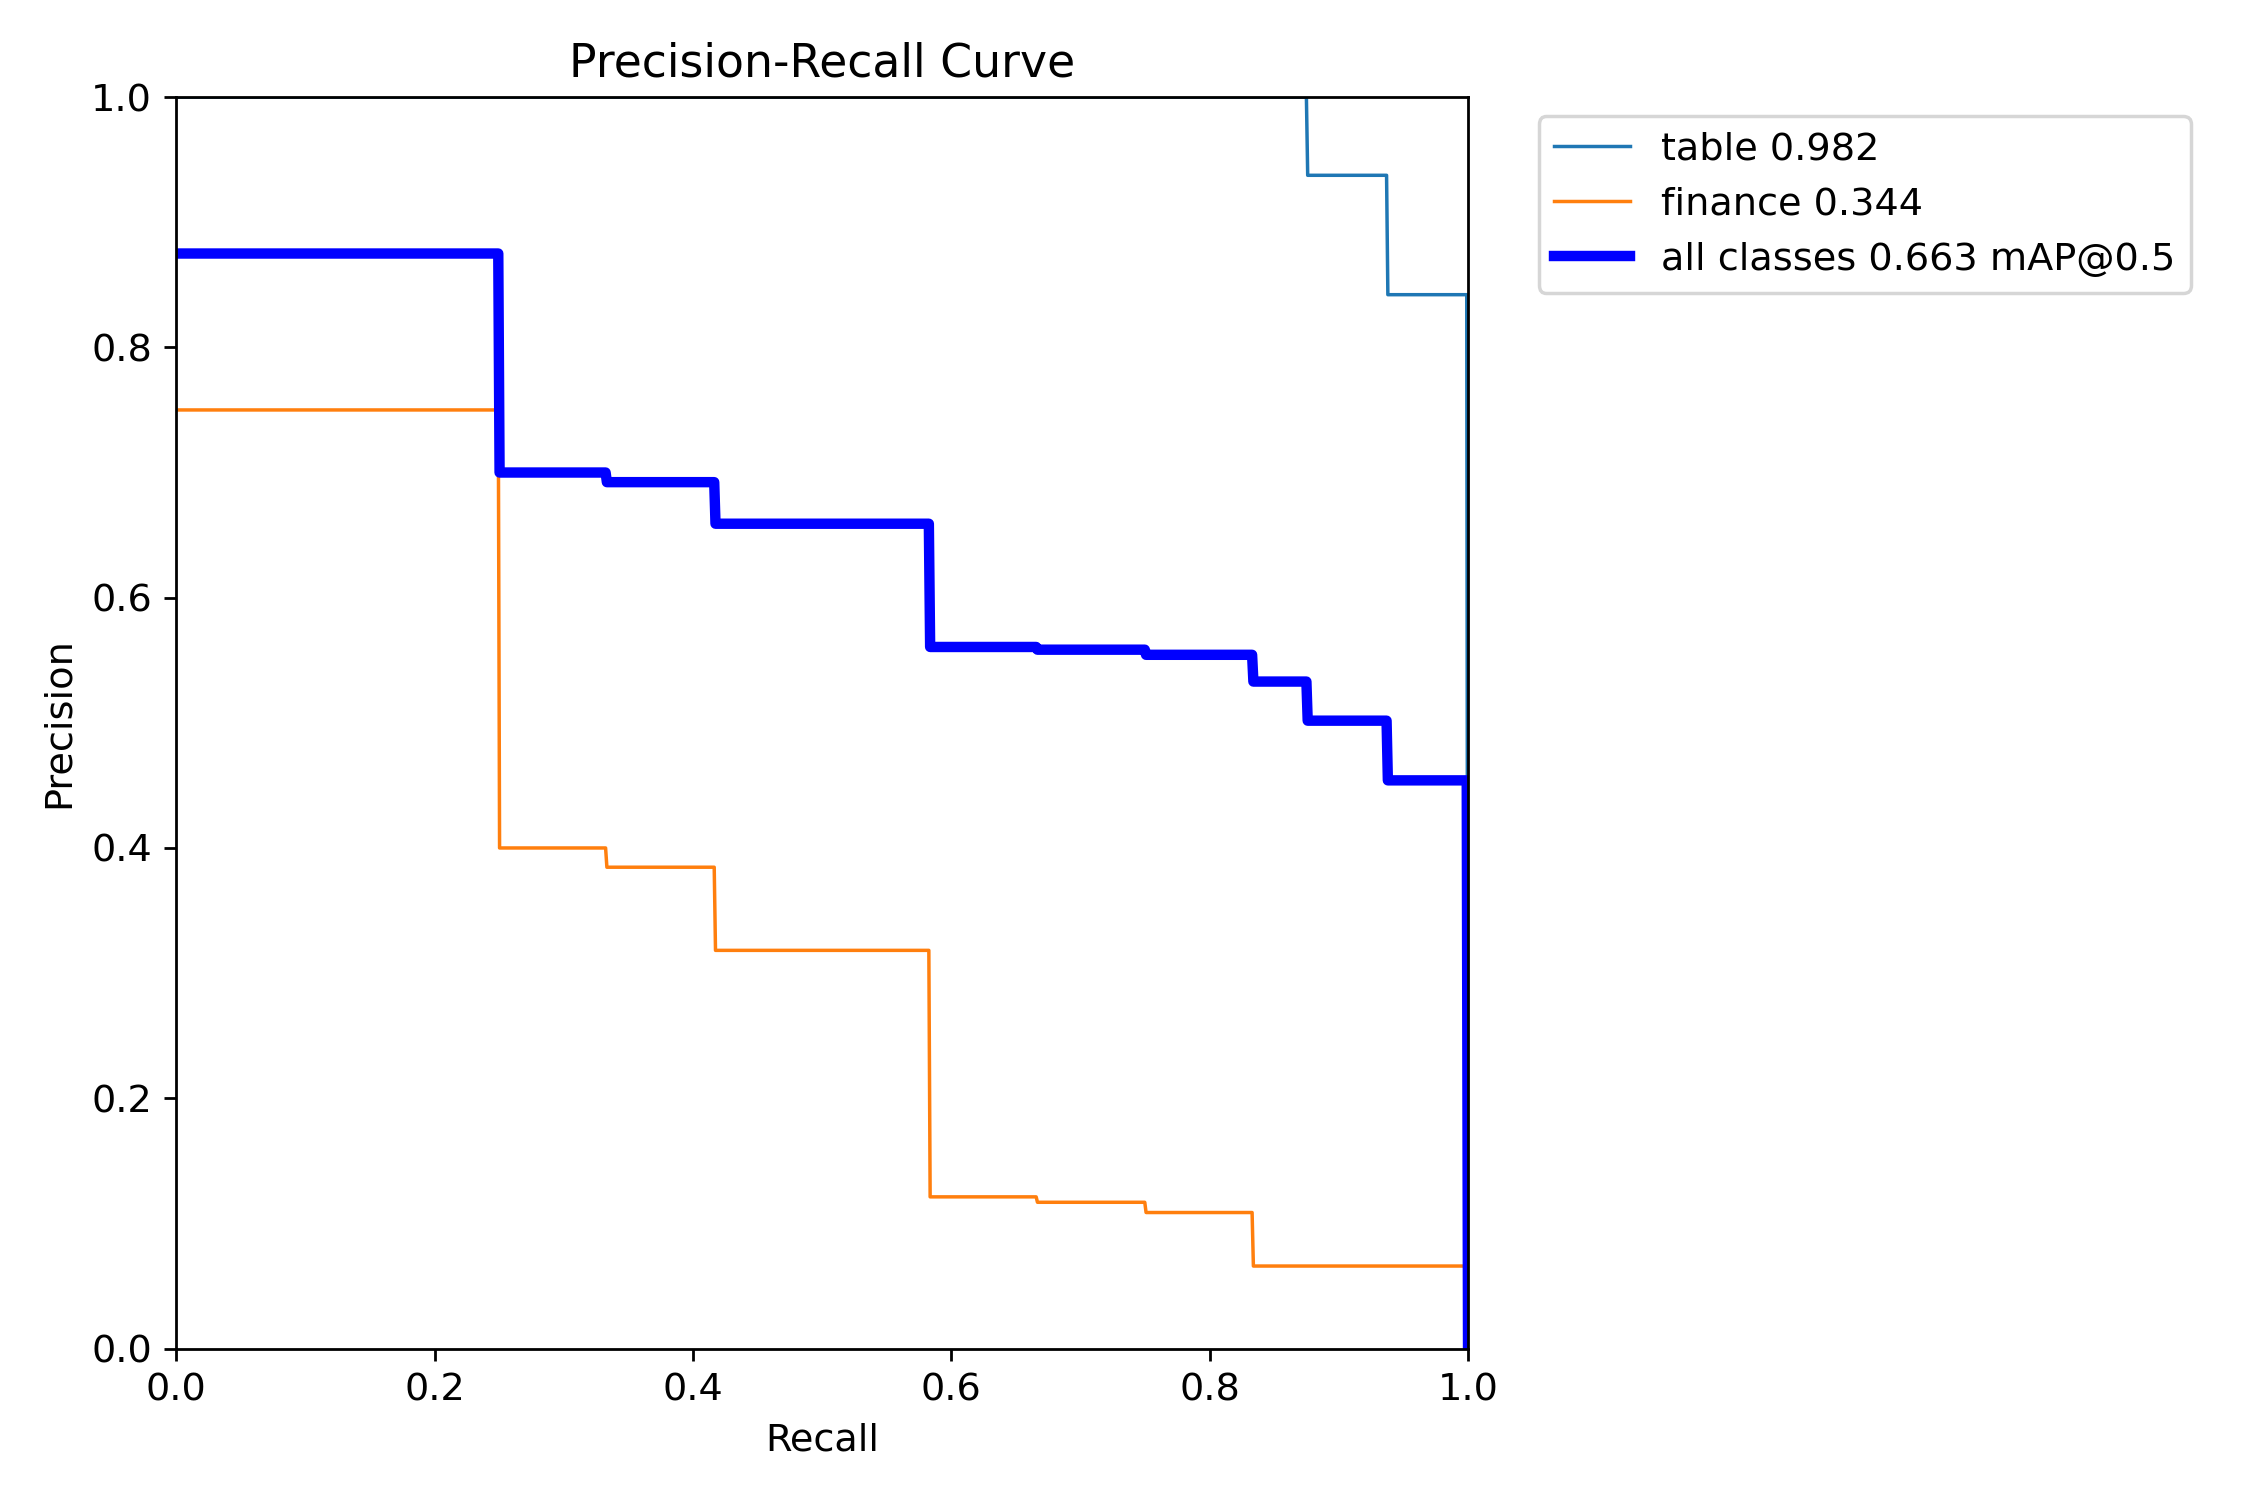 Precision-Recall Curve
1.0
0.8
0.6
0.4
0.2
0.0
Precision
0.0 0.2 0.4 0.6 0.8 1.0
Recall
table 0.982
finance 0.344
all classes 0.663 mAP@0.5